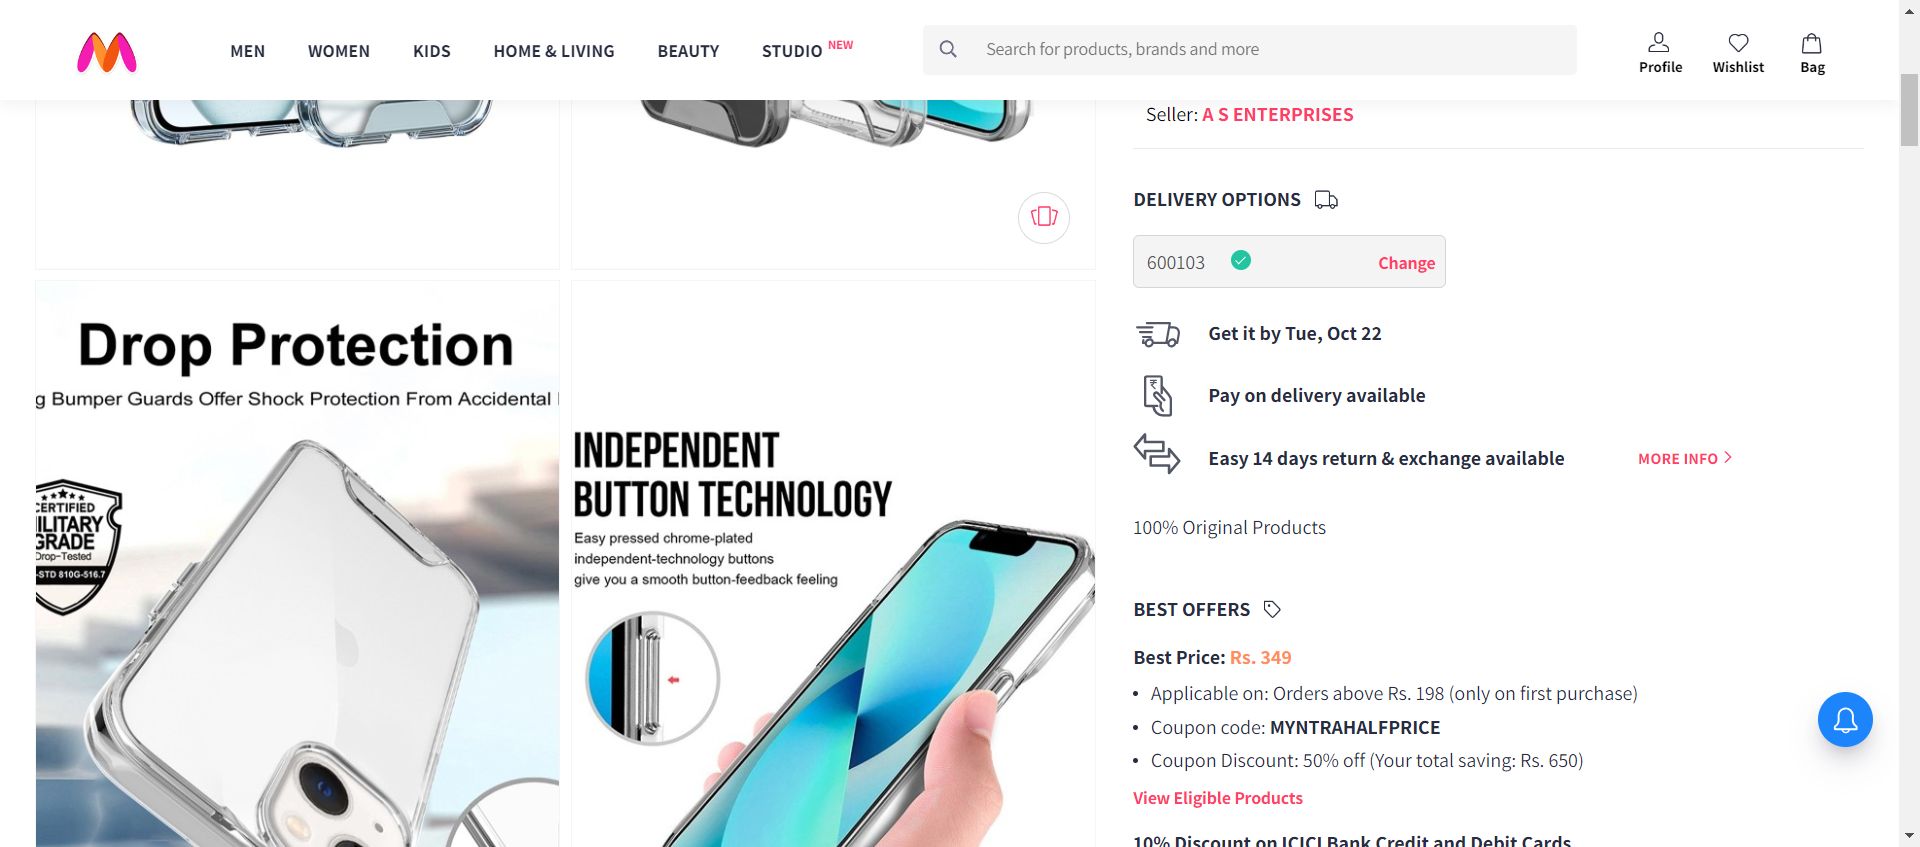 MEN
WOMEN
KIDS
HOME & LIVING
BEAUTY
STUDIO NEW
Search for products, brands and more
Profile
Wishlist
Bag
Seller: A S ENTERPRISES
DELIVERY OPTIONS
600103
Change
Get it by Tue, Oct 22
Pay on delivery available
Easy 14 days return & exchange available
MORE INFO
100% Original Products
BEST OFFERS
Best Price: Rs. 349
• Applicable on: Orders above Rs. 198 (only on first purchase)
• Coupon code: MYNTRAHALFPRICE
• Coupon Discount: 50% off (Your total saving: Rs. 650)
View Eligible Products
10% Discount on ICICI Bank Credit and Debit Cards
Drop Protection
g Bumper Guards Offer Shock Protection From Accidental
CERTIFIED
ILITARY
GRADE
Drop-Tested
-STD 810G-516.7
INDEPENDENT
BUTTON TECHNOLOGY
Easy pressed chrome-plated
independent-technology buttons
give you a smooth button-feedback feeling